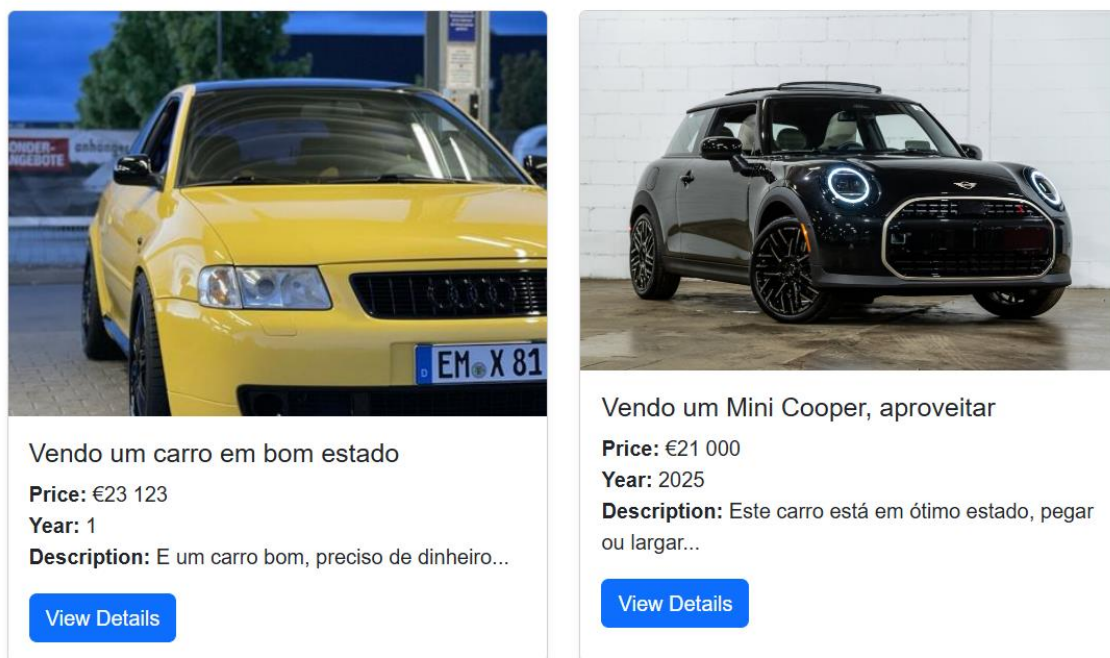 ONDER-
NGEBOTE
anhänger
D
EM X 81
Vendo um carro em bom estado
Price: €23 123
Year: 1
Description: E um carro bom, preciso de dinheiro...
View Details
Vendo um Mini Cooper, aproveitar
Price: €21 000
Year: 2025
Description: Este carro está em ótimo estado, pegar
ou largar...
View Details